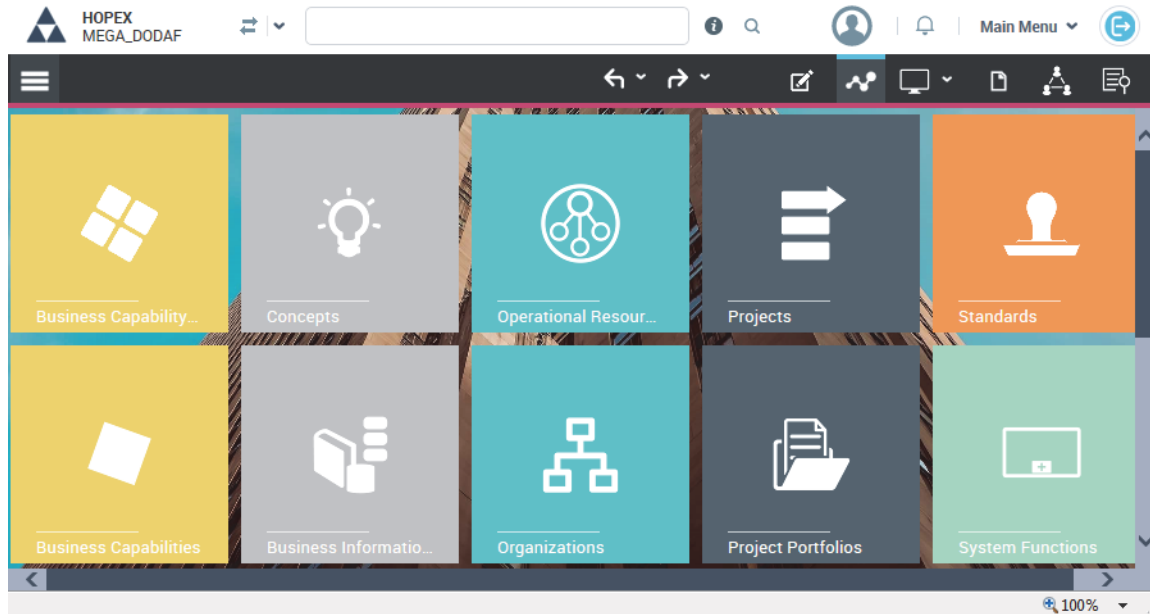 HOPEX
MEGA_DODAF
Main Menu
Business Capability...
Concepts
Operational Resour...
Projects
Standards
Business Capabilities
Business Informatio...
Organizations
Project Portfolios
System Functions
100%